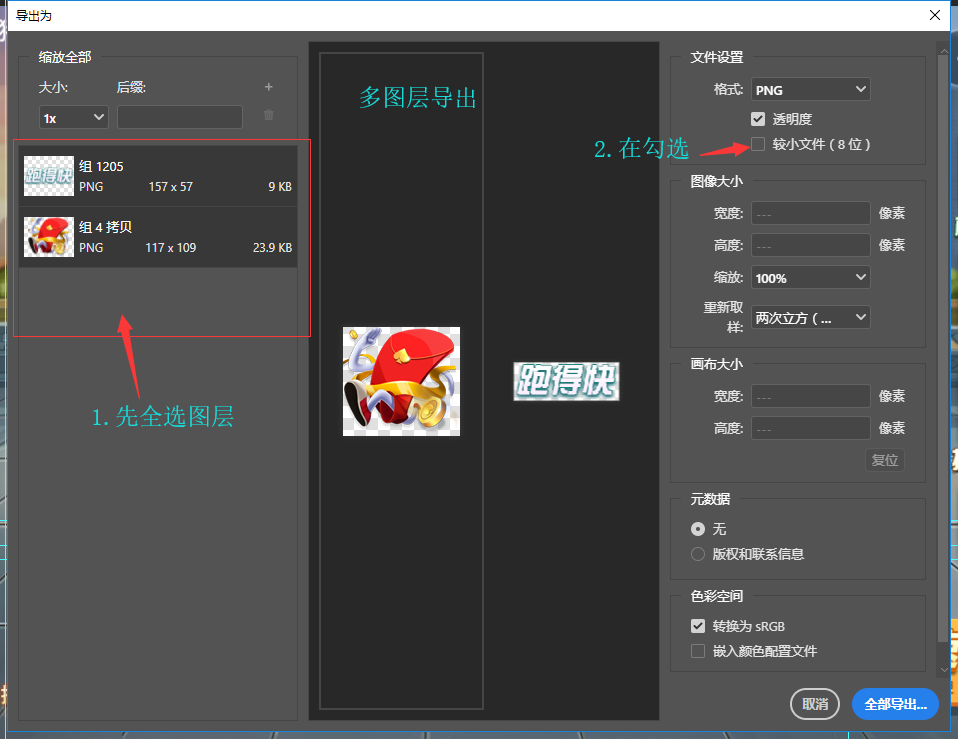 导出为
缩放全部
大小: 后缀:
1x
组 1205
PNG 157 x 57 9 KB
组 4 拷贝
PNG 117 x 109 23.9 KB
1.先全选图层
多图层导出
跑得快
2.在勾选
文件设置
格式: PNG
透明度
较小文件 ( 8 位 )
图像大小
宽度: --- 像素
高度: --- 像素
缩放: 100%
重新取
样: 两次立方 ( ...
画布大小
宽度: --- 像素
高度: --- 像素
复位
元数据
无
版权和联系信息
色彩空间
转换为 sRGB
嵌入颜色配置文件
取消 全部导出...